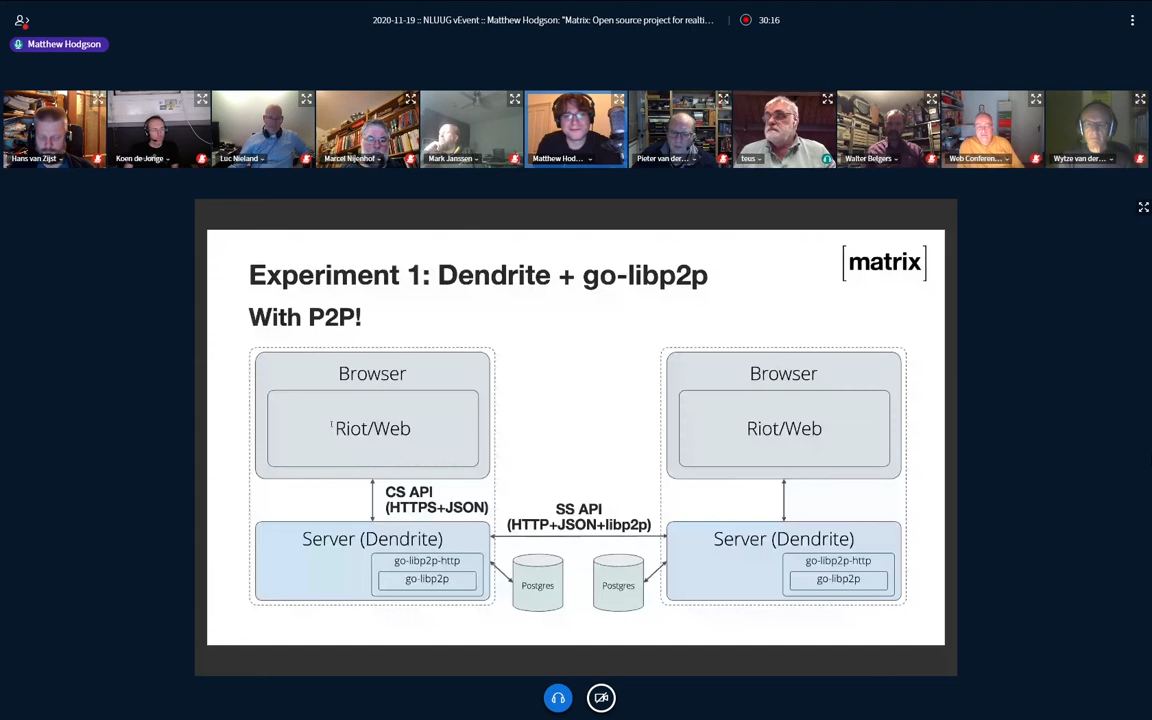 2020-11-19 :: NLUUG vEvent :: Matthew Hodgson: "Matrix: Open source project for realti...
30:16
Matthew Hodgson
Hans van Zijst
Koen de Jonge
Luc Nieland
Marcel Nijenhof
Mark Janssen
Matthew Hod...
Pieter van der...
teus
Walter Belgers
Web Conferen...
Wytze van der...
[matrix]
Experiment 1: Dendrite + go-libp2p
With P2P!
Browser
Riot/Web
CS API
(HTTPS+JSON)
Server (Dendrite)
go-libp2p-http
go-libp2p
SS API
(HTTP+JSON+libp2p)
Postgres
Postgres
Browser
Riot/Web
Server (Dendrite)
go-libp2p-http
go-libp2p